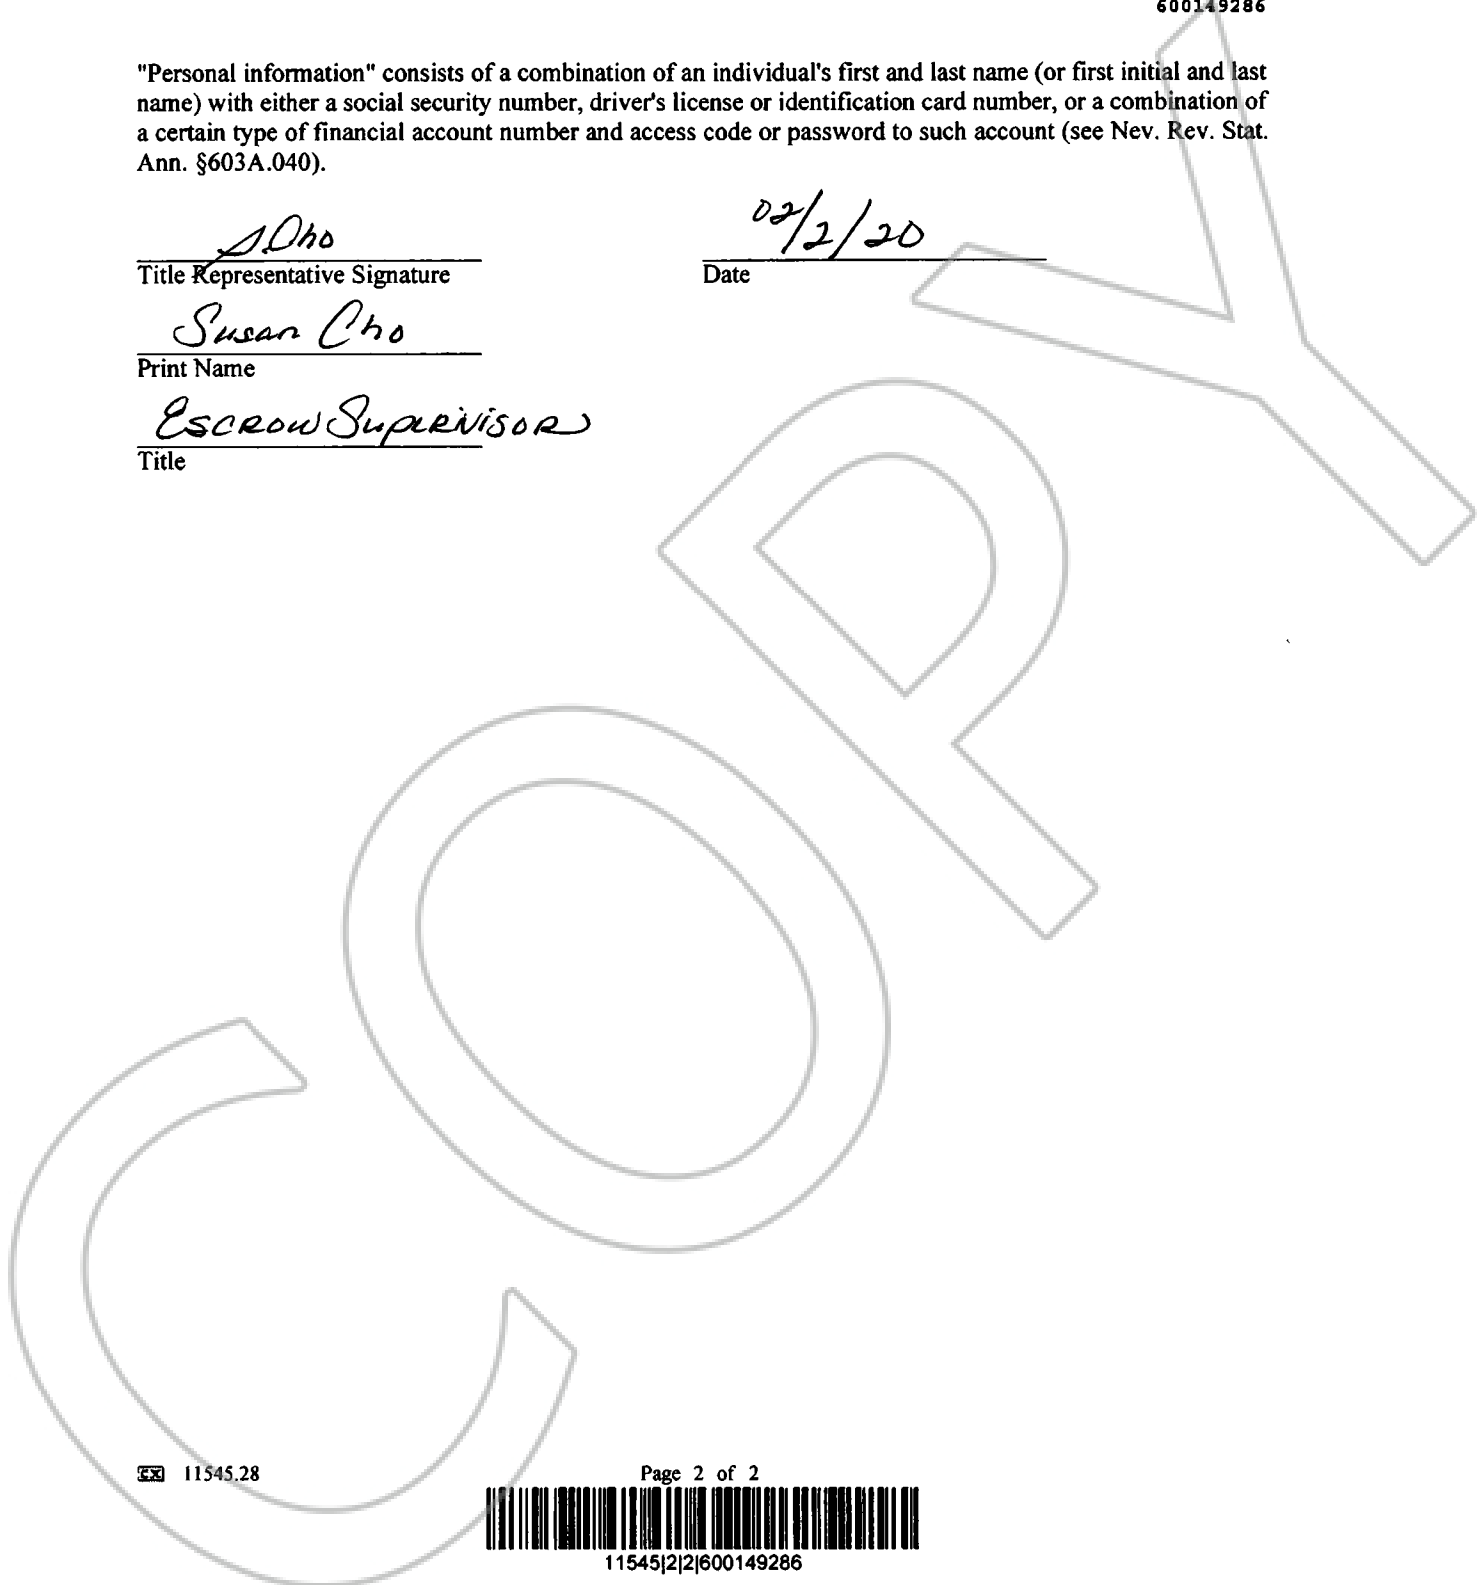 600149286
"Personal information" consists of a combination of an individual's first and last name (or first initial and last
name) with either a social security number, driver's license or identification card number, or a combination of
a certain type of financial account number and access code or password to such account (see Nev. Rev. Stat.
Ann. §603A.040).
SCho 02/2/20
Title Representative Signature Date
Susan Cho
Print Name
Escrow Supervisor
Title
COPY
CX 11545.28 Page 2 of 2
11545|2|2|600149286